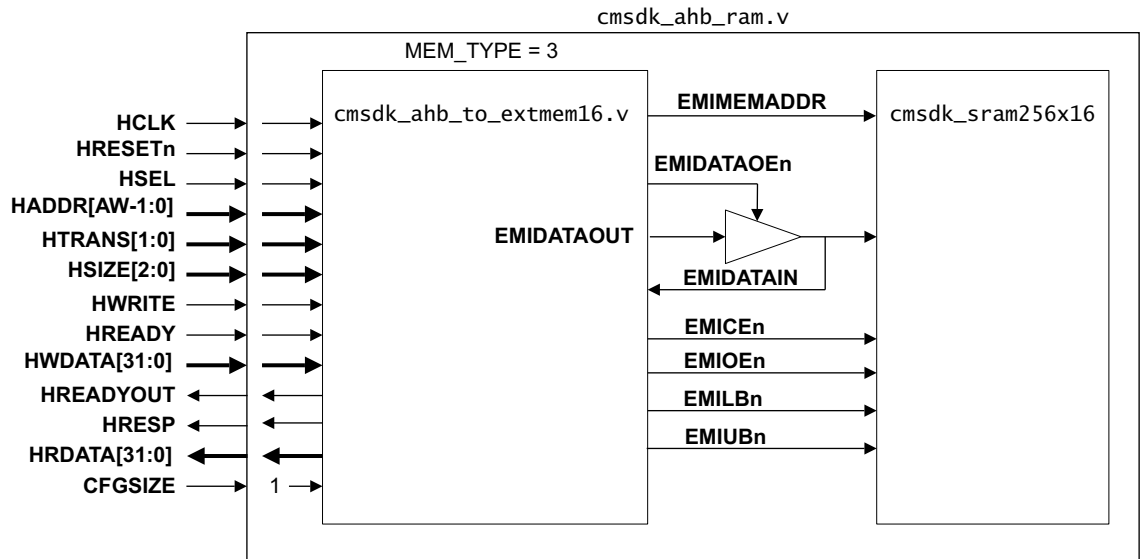 cmsdk_ahb_ram.v
MEM_TYPE = 3
cmsdk_ahb_to_extmem16.v
EMIMEMADDR
cmsdk_sram256x16
HCLK
HRESETn
HSEL
HADDR[AW-1:0]
HTRANS[1:0]
HSIZE[2:0]
HWRITE
HREADY
HWDATA[31:0]
HREADYOUT
HRESP
HRDATA[31:0]
CFGSIZE
1
EMIDATAOEn
EMIDATAOUT
EMIDATAIN
EMICEn
EMIOEn
EMILBn
EMIUBn